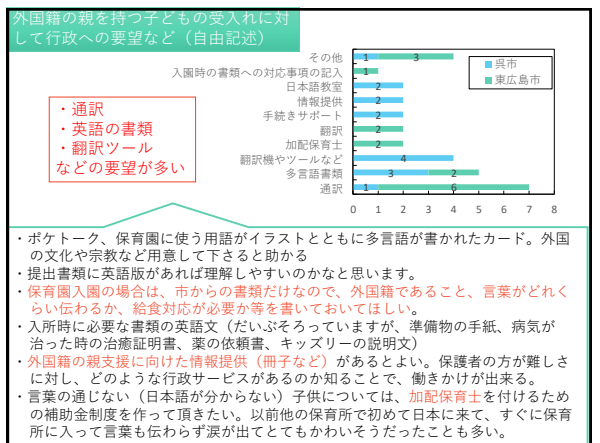 外国籍の親を持つ子どもの受入れに対
して行政への要望など（自由記述）
・通訳
・英語の書類
・翻訳ツール
などの要望が多い
呉市
東広島市
その他 1 3
入園時の書類への対応事項の記入 1
日本語教室 2
情報提供 2
手続きサポート 2
翻訳 2
加配保育士 2
翻訳機やツールなど 4
多言語書類 3 2
通訳 1 6
0 1 2 3 4 5 6 7 8
・ポケトーク、保育園に使う用語がイラストとともに多言語が書かれたカード。外国
の文化や宗教など用意して下さると助かる
・提出書類に英語版があれば理解しやすいのかなと思います。
・保育園入園の場合は、市からの書類だけなので、外国籍であること、言葉がどれく
らい伝わるか、給食対応が必要か等を書いておいてほしい。
・入所時に必要な書類の英語文（だいぶそろっていますが、準備物の手紙、病気が
治った時の治癒証明書、薬の依頼書、キッズリーの説明文）
・外国籍の親支援に向けた情報提供（冊子など）があるとよい。保護者の方が難しさ
に対し、どのような行政サービスがあるのか知ることで、働きかけが出来る。
・言葉の通じない（日本語が分からない）子供については、加配保育士を付けるため
の補助金制度を作って頂きたい。以前他の保育所で初めて日本に来て、すぐに保育
所に入って言葉も伝わらず涙が出てとてもかわいそうだったことも多い。